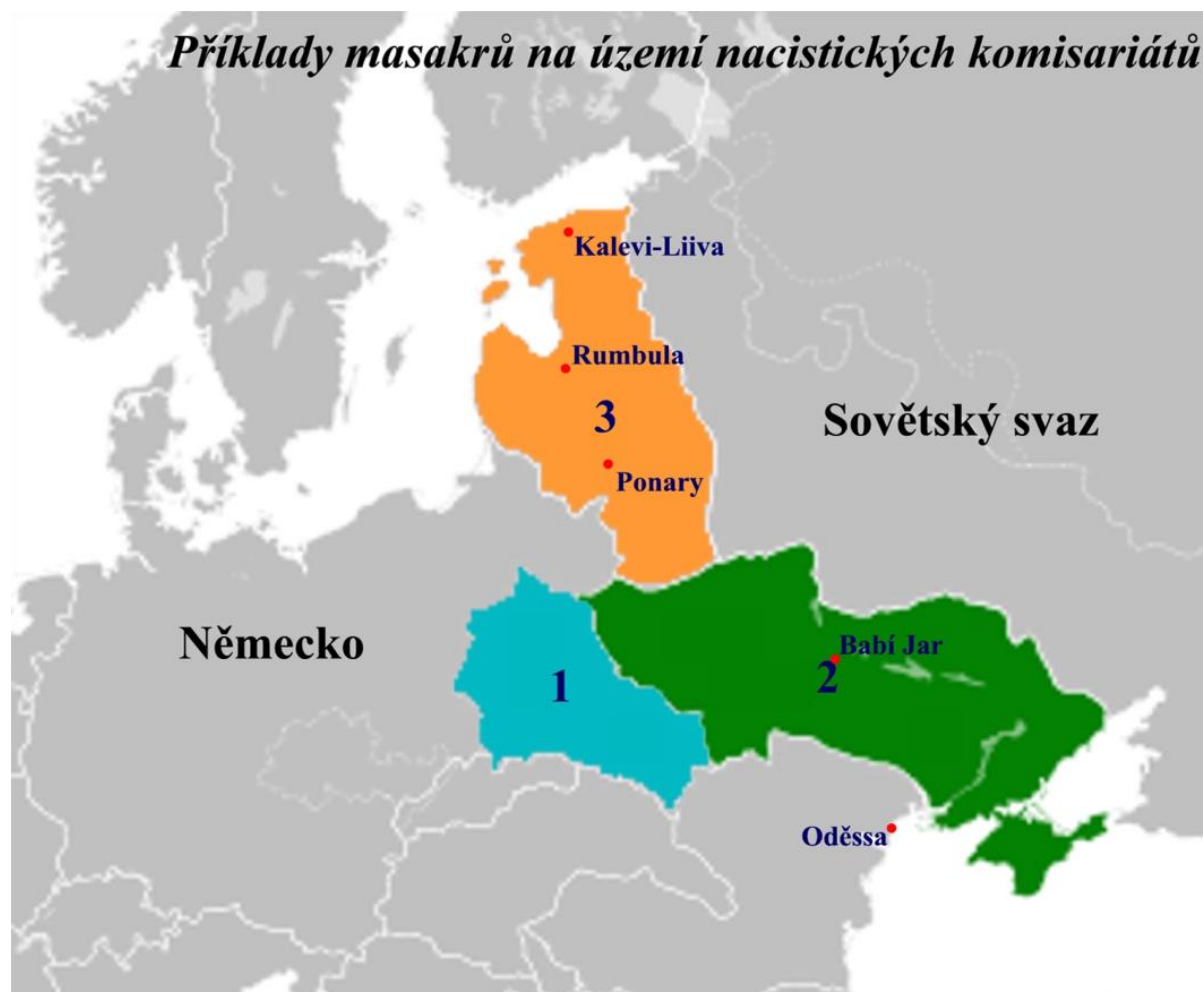 Příklady masakrů na území nacistických komisariátů
Kalevi-Liiva
Rumbula
3
Sovětský svaz
Ponary
Německo
Babí Jar
1
2
Oděssa